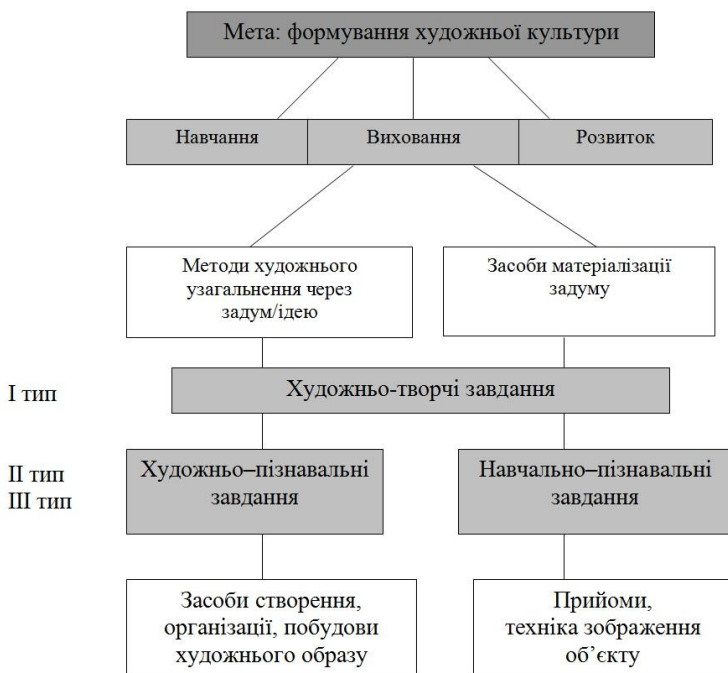 Мета: формування художньої культури
Навчання
Виховання
Розвиток
Методи художнього
узагальнення через
задум/ідею
Засоби матеріалізації
задуму
І тип
Художньо-творчі завдання
ІІ тип
ІІІ тип
Художньо–пізнавальні
завдання
Навчально–пізнавальні
завдання
Засоби створення,
організації, побудови
художнього образу
Прийоми,
техніка зображення
об’єкту